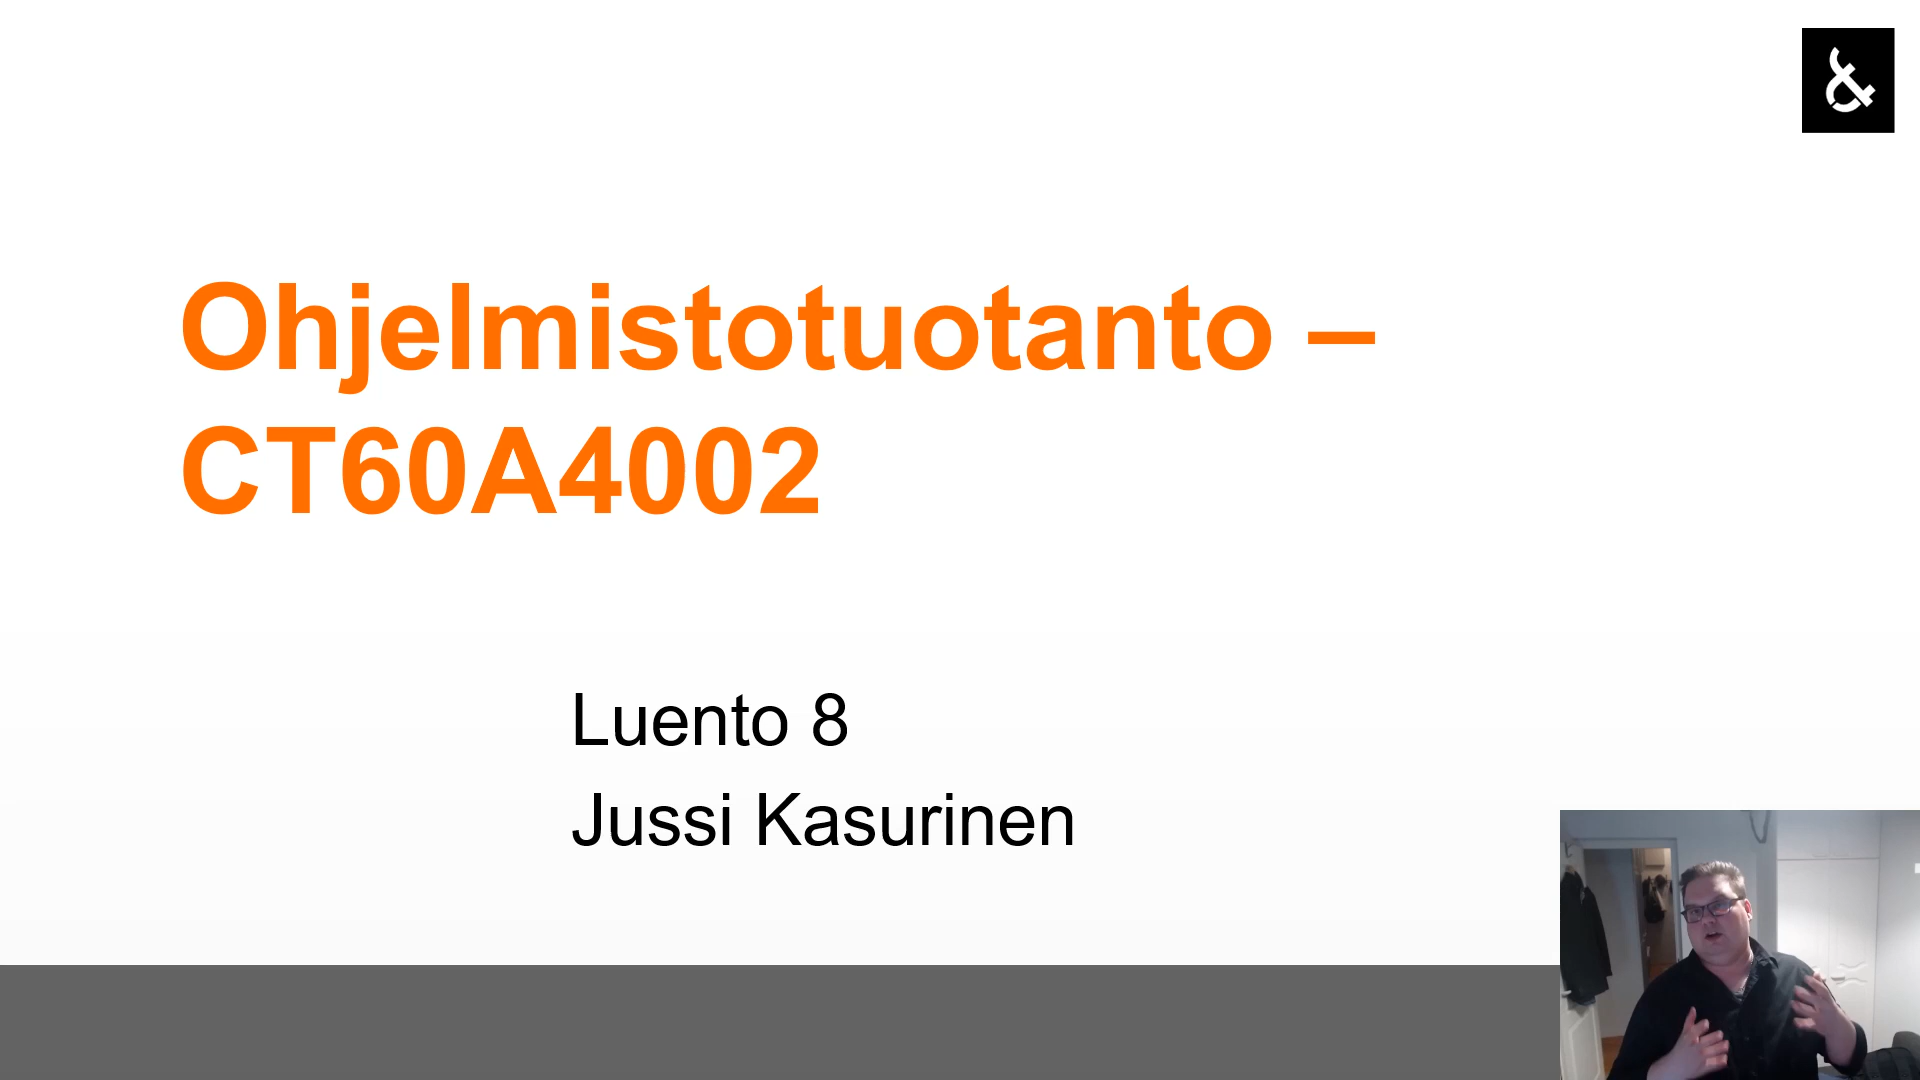 &
Ohjelmistotuotanto –
CT60A4002
Luento 8
Jussi Kasurinen